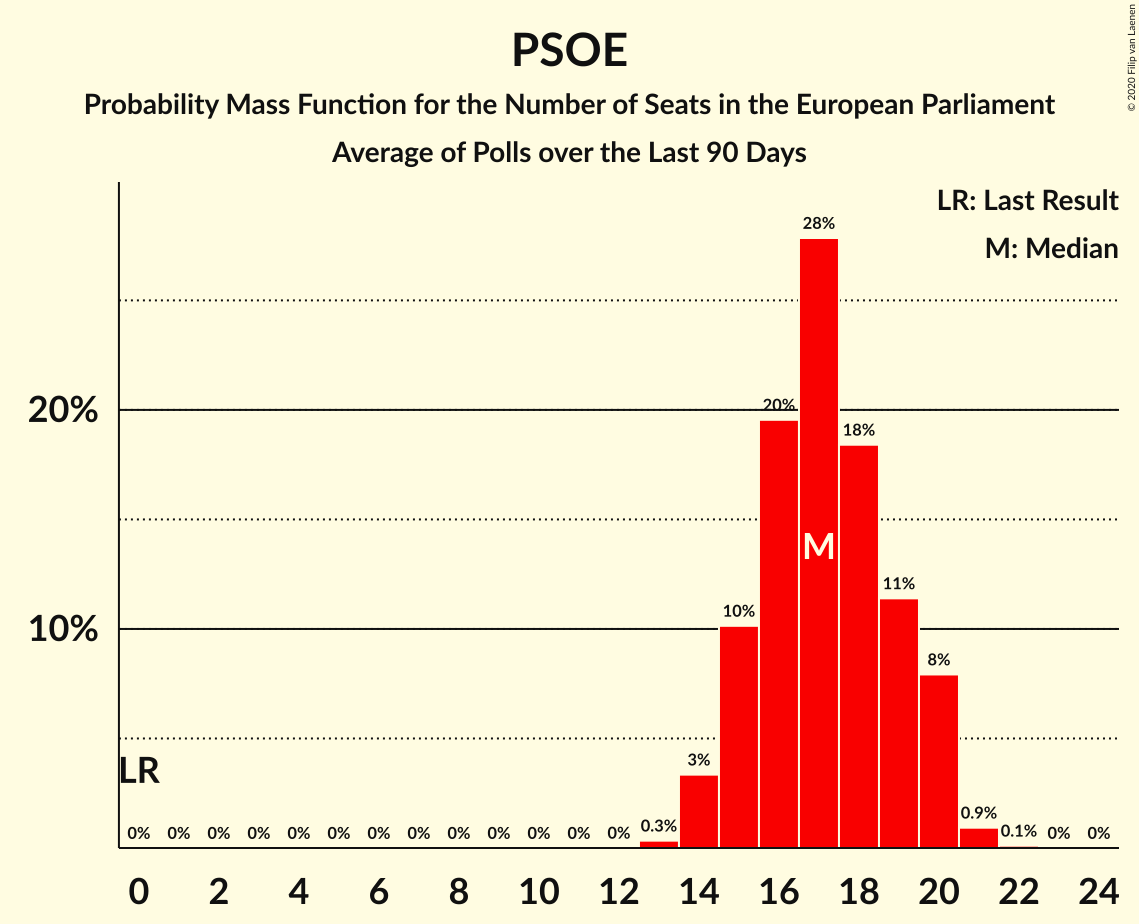 PSOE
Probability Mass Function for the Number of Seats in the European Parliament
Average of Polls over the Last 90 Days
© 2020 Filip van Laenen
LR: Last Result
M: Median
28%
20%
20%
18%
M
11%
10%
10%
8%
LR
3%
0% 0% 0% 0% 0% 0% 0% 0% 0% 0% 0% 0% 0% 0.3% 0.9% 0.1% 0% 0%
0 2 4 6 8 10 12 14 16 18 20 22 24